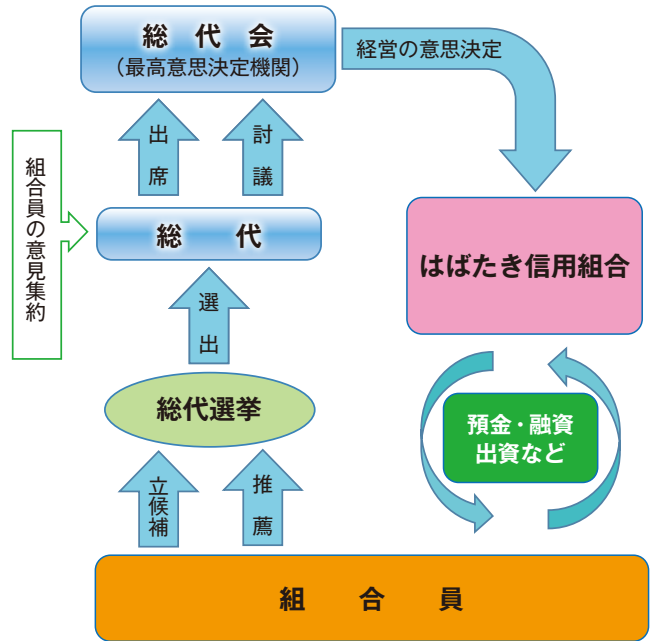 総代会
（最高意思決定機関）
経営の意思決定
出席
討議
組合員の意見集約
総代
はばたき信用組合
選出
総代選挙
預金・融資
出資など
立候補
推薦
組合員